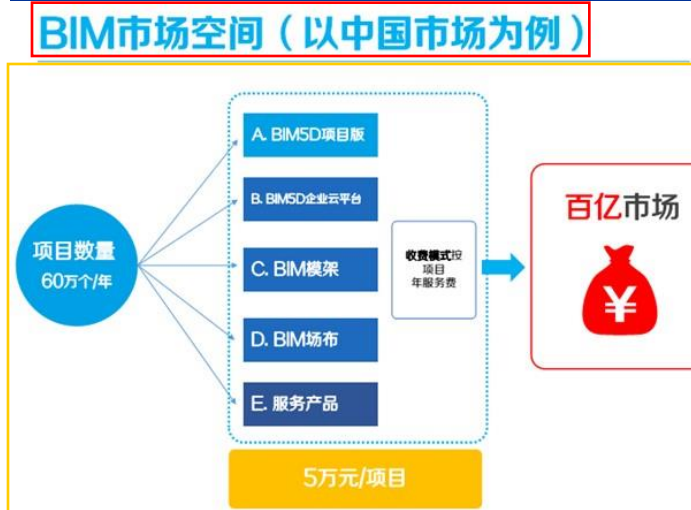 BIM市场空间（以中国市场为例）
项目数量
60万个/年
A. BIM5D项目版
B. BIM5D企业云平台
C. BIM模架
D. BIM场布
E. 服务产品
收费模式按
项目
年服务费
百亿市场
¥
5万元/项目